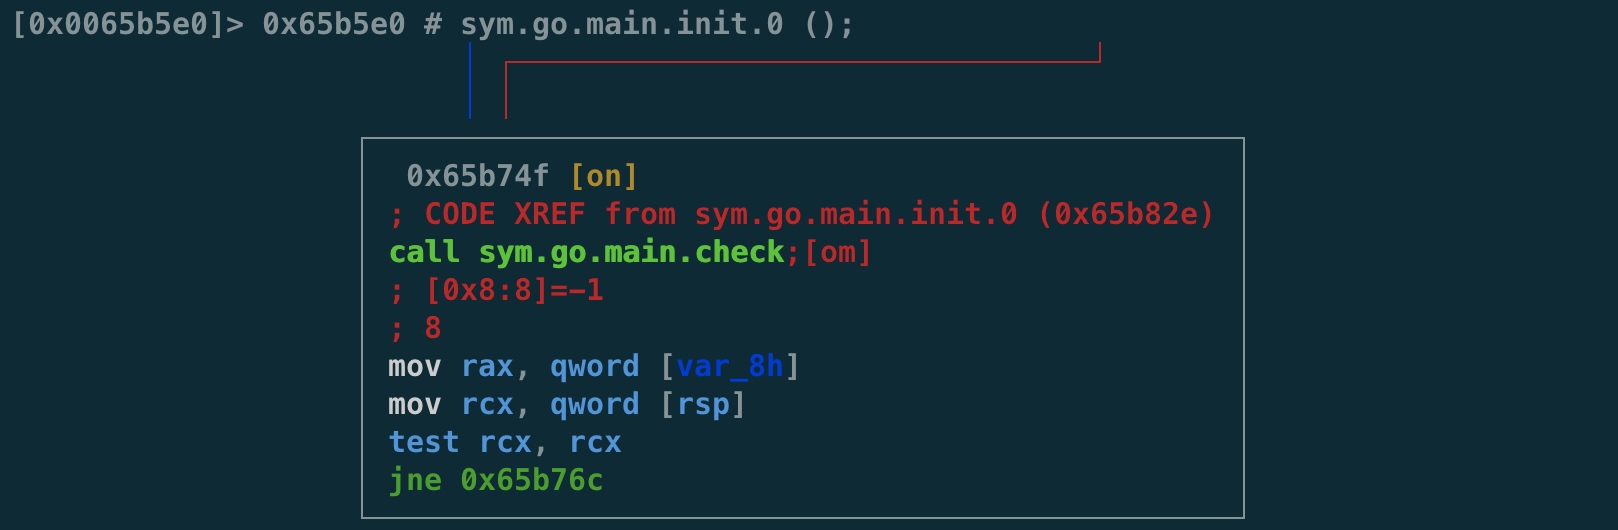 [0x0065b5e0]> 0x65b5e0 # sym.go.main.init.0 ();
0x65b74f [on]
; CODE XREF from sym.go.main.init.0 (0x65b82e)
call sym.go.main.check;[om]
; [0x8:8]=-1
; 8
mov rax, qword [var_8h]
mov rcx, qword [rsp]
test rcx, rcx
jne 0x65b76c